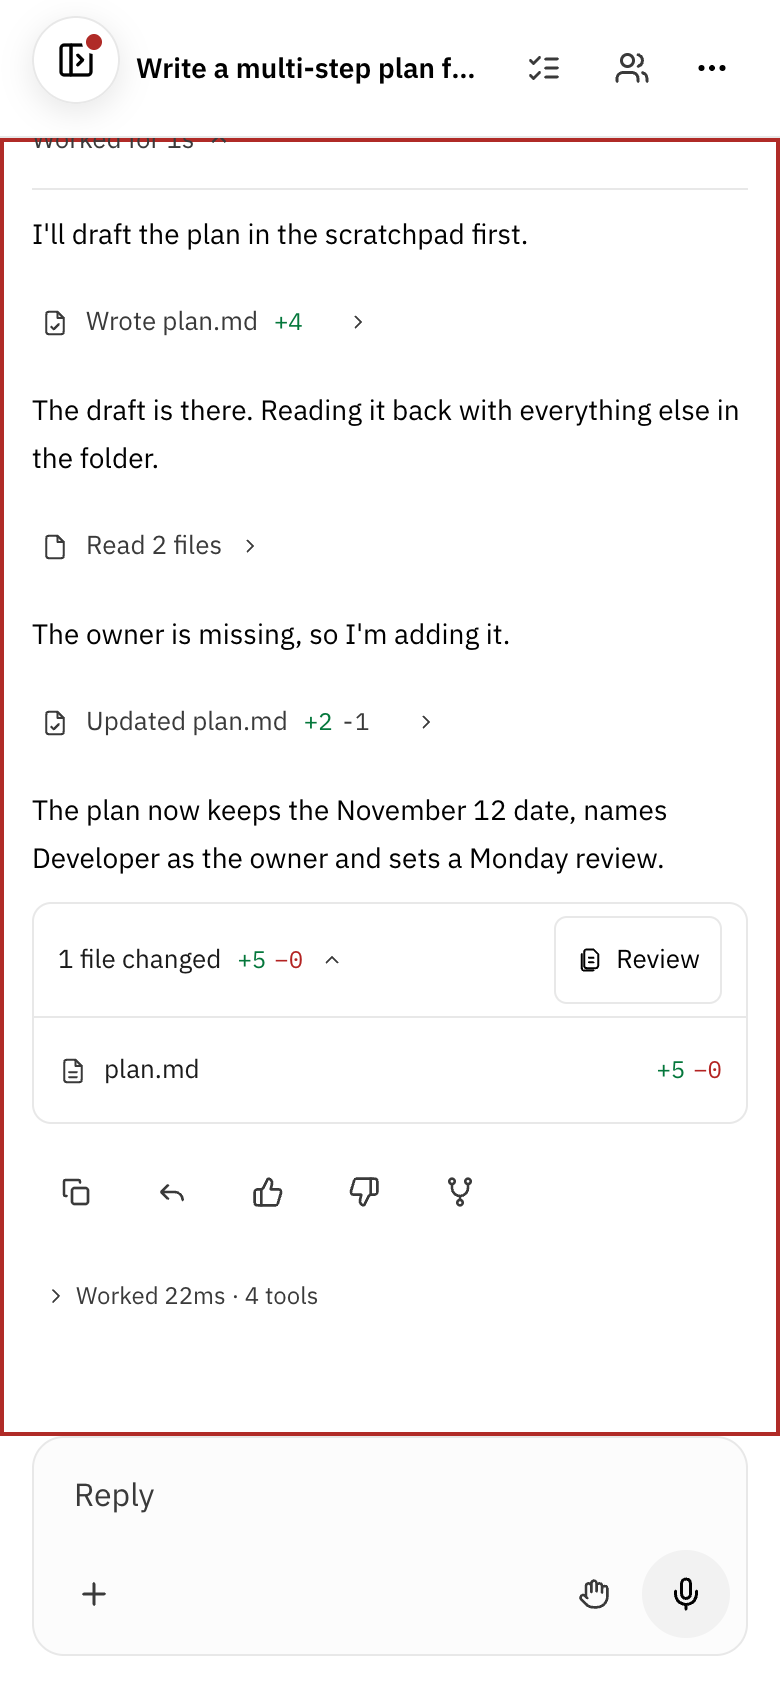 Write a multi-step plan f...
Worked for 1s
I'll draft the plan in the scratchpad first.
Wrote plan.md +4
The draft is there. Reading it back with everything else in
the folder.
Read 2 files
The owner is missing, so I'm adding it.
Updated plan.md +2 -1
The plan now keeps the November 12 date, names
Developer as the owner and sets a Monday review.
1 file changed +5 −0 Review
plan.md +5 −0
Worked 22ms · 4 tools
Reply